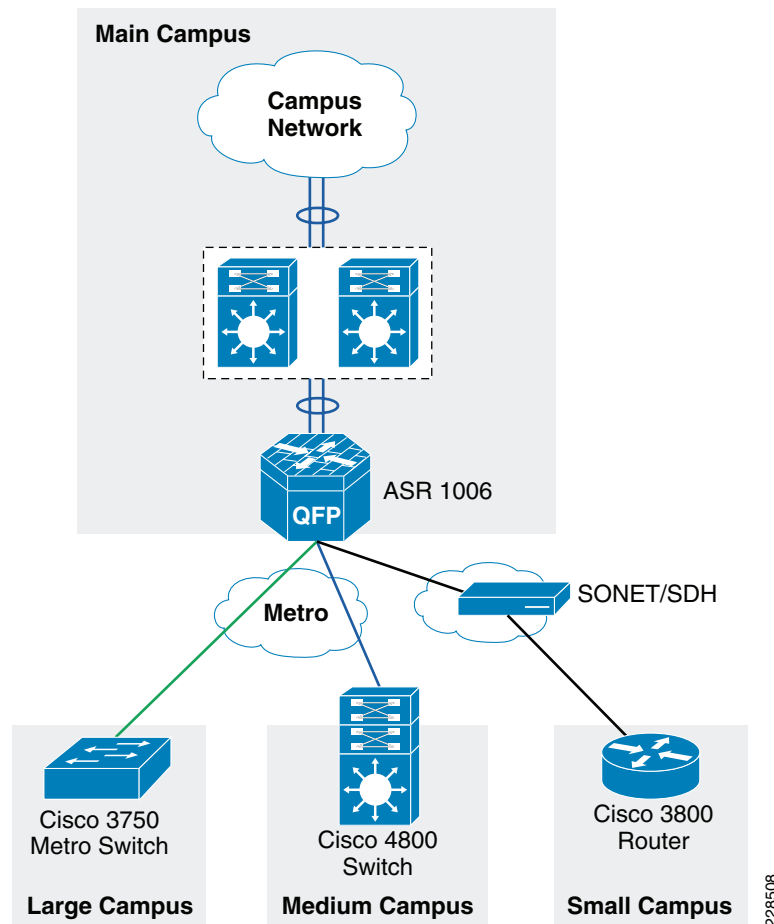 Main Campus
Campus
Network
ASR 1006
QFP
Metro
SONET/SDH
Cisco 3750
Metro Switch
Large Campus
Cisco 4800
Switch
Medium Campus
Cisco 3800
Router
Small Campus
228508